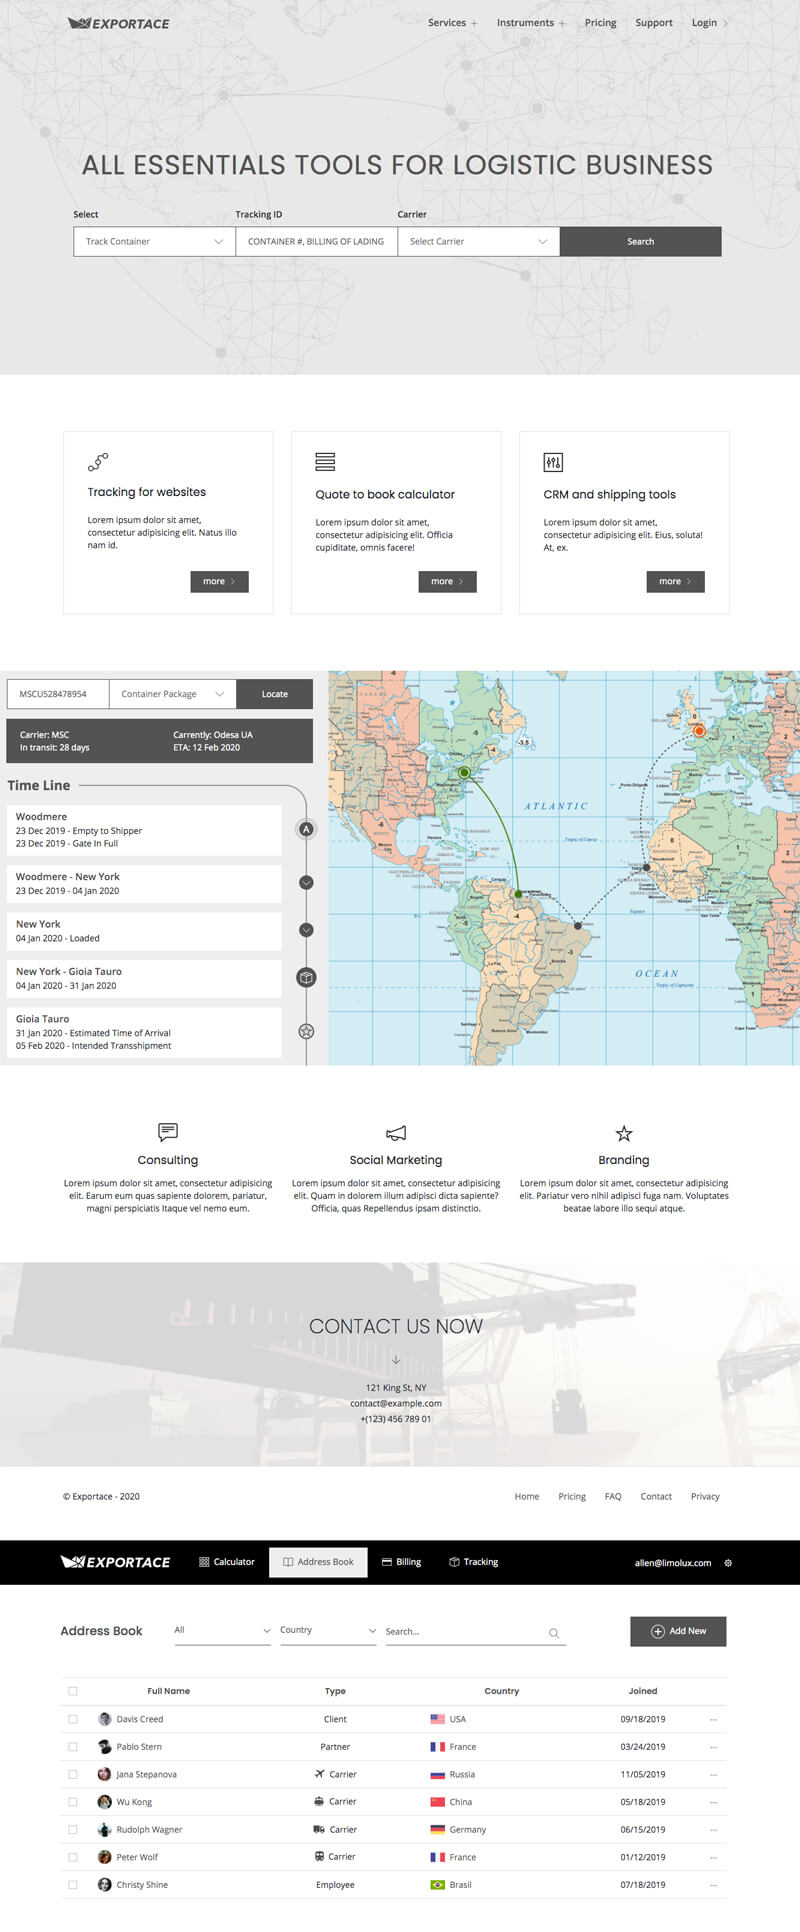 EXPORTACE
Services +
Instruments +
Pricing
Support
Login
ALL ESSENTIALS TOOLS FOR LOGISTIC BUSINESS
Select
Tracking ID
Carrier
Track Container
CONTAINER #, BILLING OF LADING
Select Carrier
Search
Tracking for websites
Lorem ipsum dolor sit amet,
consectetur adipisicing elit. Natus illo
nam id.
more
Quote to book calculator
Lorem ipsum dolor sit amet,
consectetur adipisicing elit. Officia
cupiditate, omnis facere!
more
CRM and shipping tools
Lorem ipsum dolor sit amet,
consectetur adipisicing elit. Eius, soluta!
At, ex.
more
MSCU528478954
Container Package
Locate
Carrier: MSC
In transit: 28 days
Carrently: Odesa UA
ETA: 12 Feb 2020
Time Line
Woodmere
23 Dec 2019 - Empty to Shipper
23 Dec 2019 - Gate In Full
A
Woodmere - New York
23 Dec 2019 - 04 Jan 2020
New York
04 Jan 2020 - Loaded
New York - Gioia Tauro
04 Jan 2020 - 31 Jan 2020
Gioia Tauro
31 Jan 2020 - Estimated Time of Arrival
05 Feb 2020 - Intended Transshipment
ATLANTIC
OCEAN
Tropic of Cancer
Equator
Tropic of Capricorn
Consulting
Lorem ipsum dolor sit amet, consectetur adipisicing
elit. Earum eum quas sapiente dolorem, pariatur,
magni perspiciatis Itaque vel nemo eum.
Social Marketing
Lorem ipsum dolor sit amet, consectetur adipisicing
elit. Quam in dolorem illum adipisci dicta sapiente?
Officia, quas Repellendus ipsam distinctio.
Branding
Lorem ipsum dolor sit amet, consectetur adipisicing
elit. Pariatur vero nihil adipisci fuga nam. Voluptates
beatae labore illo sequi atque.
CONTACT US NOW
121 King St, NY
contact@example.com
+(123) 456 789 01
© Exportace - 2020
Home
Pricing
FAQ
Contact
Privacy
EXPORTACE
Calculator
Address Book
Billing
Tracking
allen@limolux.com
Address Book
All
Country
Search...
Add New
Full Name
Type
Country
Joined
Davis Creed Client USA 09/18/2019 ...
Pablo Stern Partner France 03/24/2019 ...
Jana Stepanova Carrier Russia 11/05/2019 ...
Wu Kong Carrier China 05/18/2019 ...
Rudolph Wagner Carrier Germany 06/15/2019 ...
Peter Wolf Carrier France 01/12/2019 ...
Christy Shine Employee Brasil 07/18/2019 ...